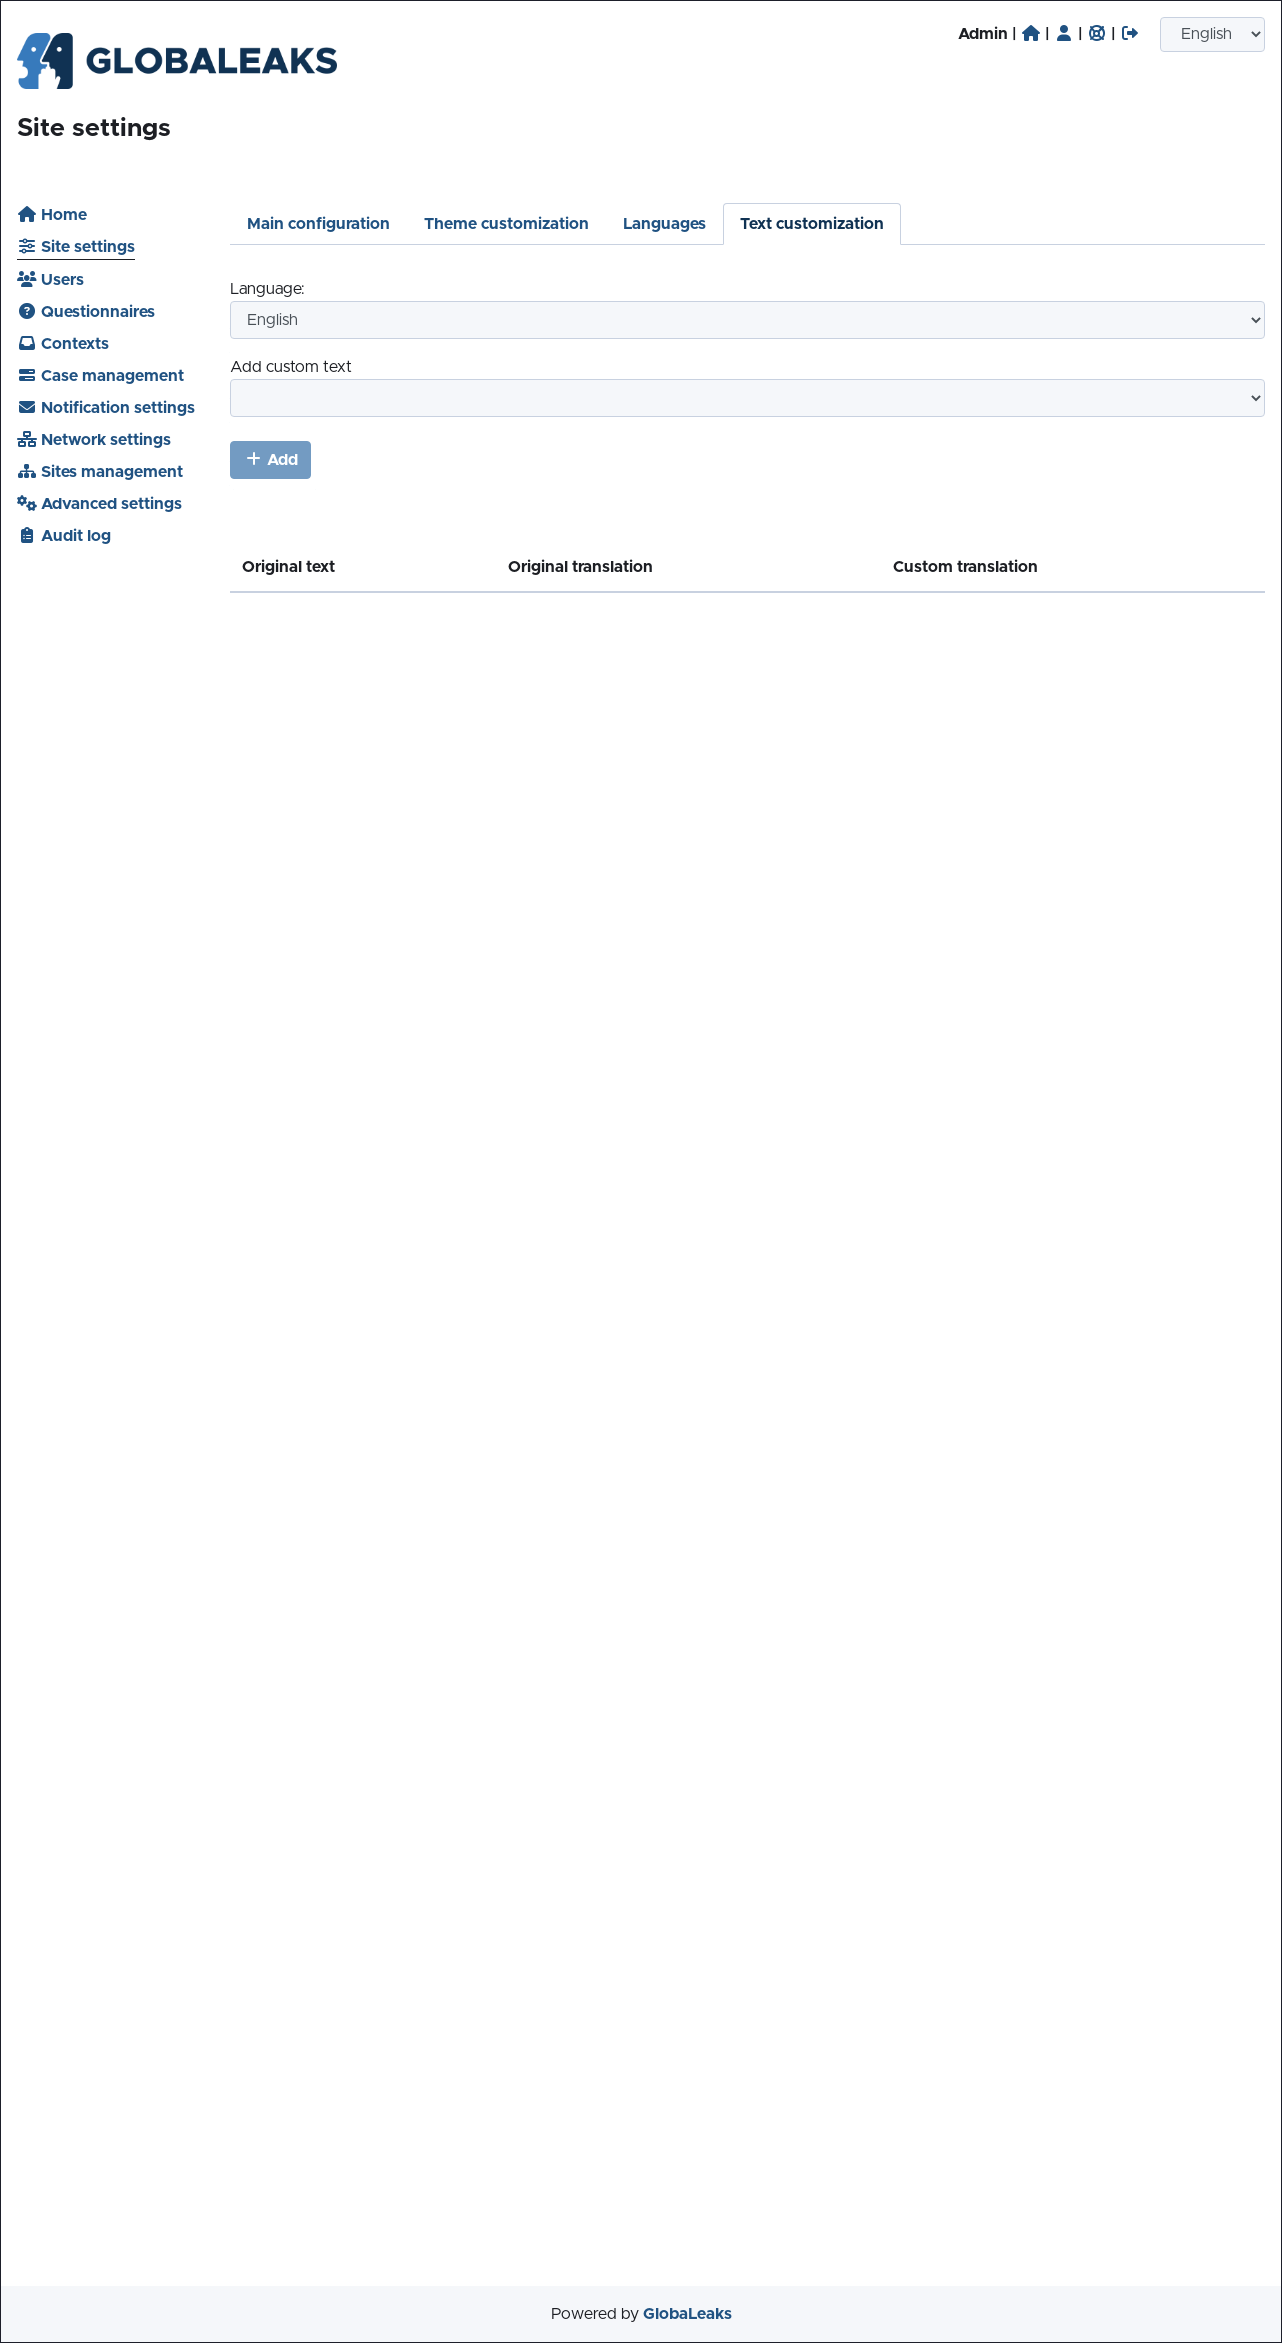 Admin | | | | English
GLOBALEAKS
Site settings
Home
Site settings
Users
Questionnaires
Contexts
Case management
Notification settings
Network settings
Sites management
Advanced settings
Audit log
Main configuration Theme customization Languages Text customization
Language:
English
Add custom text
+ Add
Original text Original translation Custom translation
Powered by GlobaLeaks